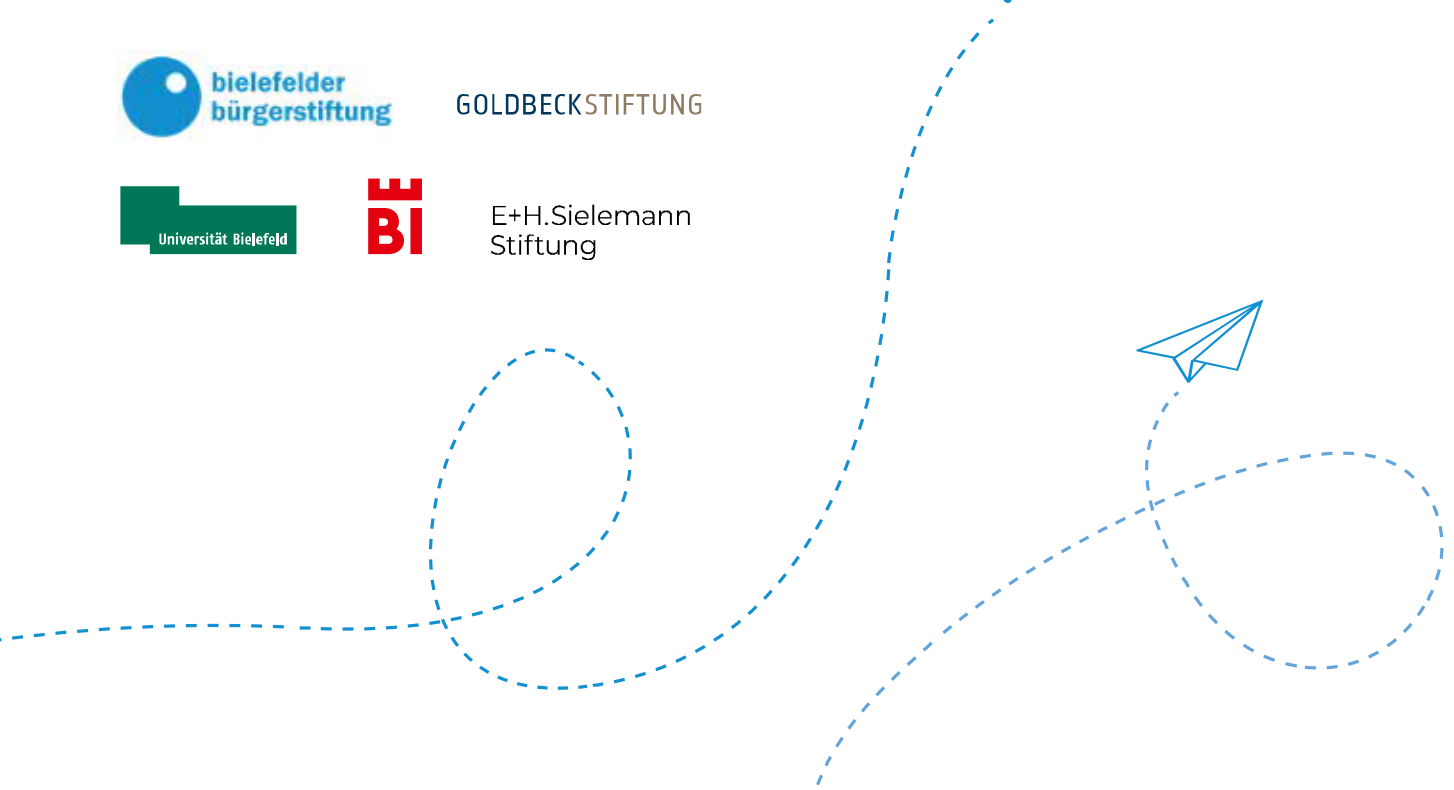 bielefelder
bürgerstiftung
GOLDBECKSTIFTUNG
Universität Bielefeld
BI
E+H.Sielemann
Stiftung